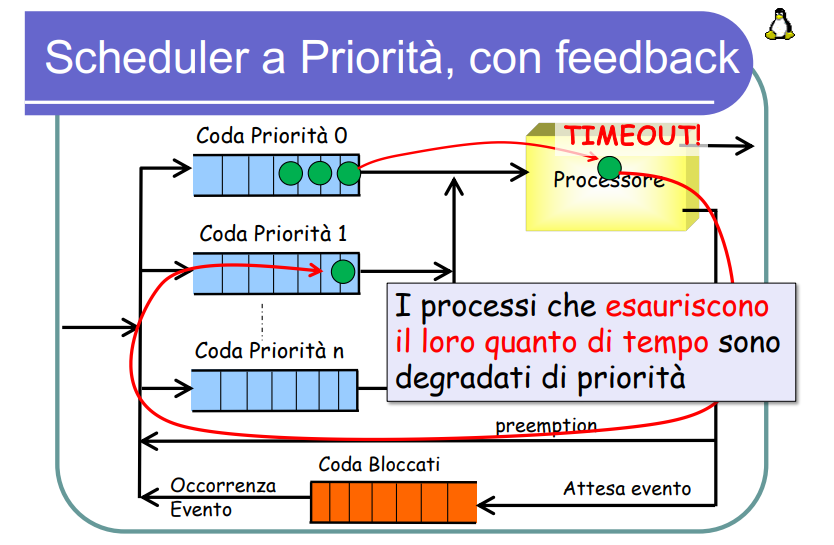 Scheduler a Priorità, con feedback
Coda Priorità 0
TIMEOUT!
Processore
Coda Priorità 1
I processi che esauriscono
il loro quanto di tempo sono
degradati di priorità
Coda Priorità n
preemption
Coda Bloccati
Occorrenza
Evento
Attesa evento